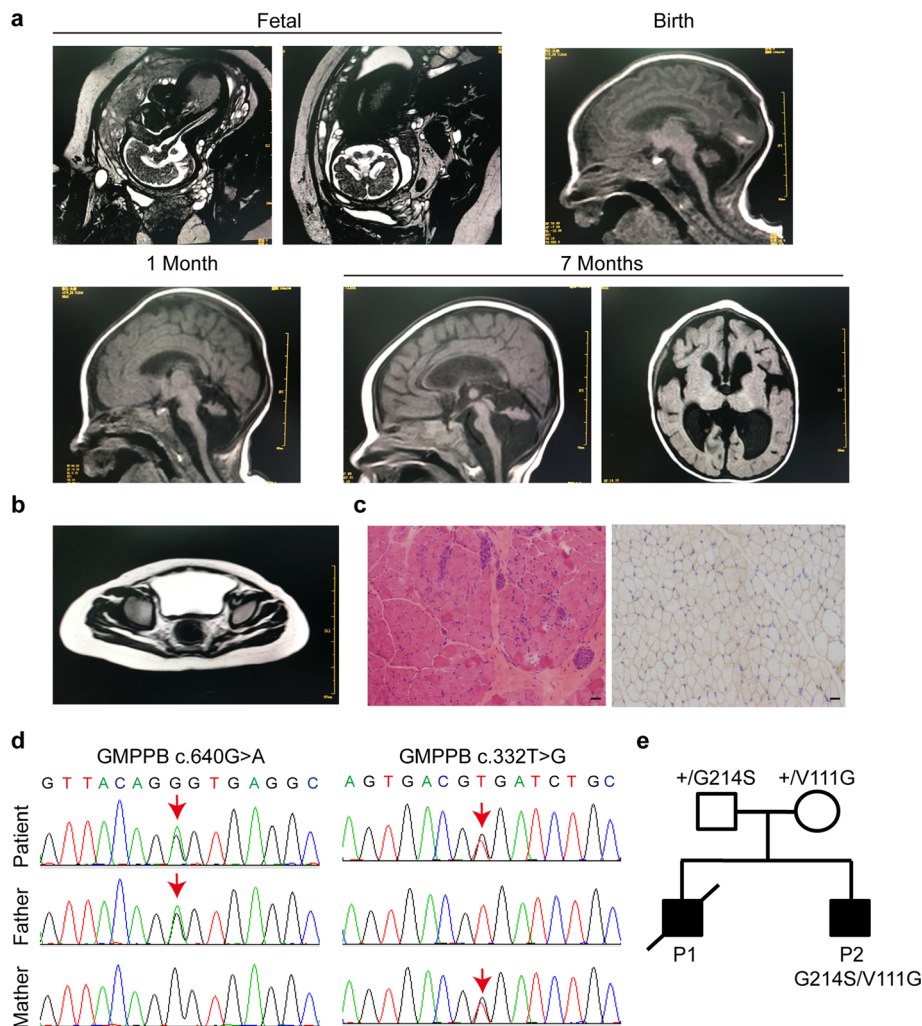 a
Fetal
Birth
1 Month
7 Months
b
c
d
GMPPB c.640G>A
GMPPB c.332T>G
G T T A C A G G G T G A G G C
A G T G A C G T G A T C T G C
Patient
Father
Mather
e
+/G214S
+/V111G
P1
P2
G214S/V111G